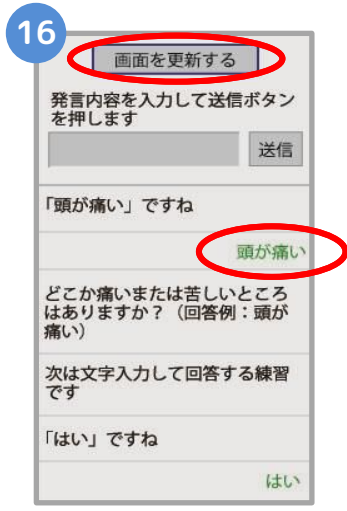 16
画面を更新する
発言内容を入力して送信ボタン
を押します
送信
「頭が痛い」ですね
頭が痛い
どこか痛いまたは苦しいところ
はありますか？（回答例：頭が
痛い）
次は文字入力して回答する練習
です
「はい」ですね
はい